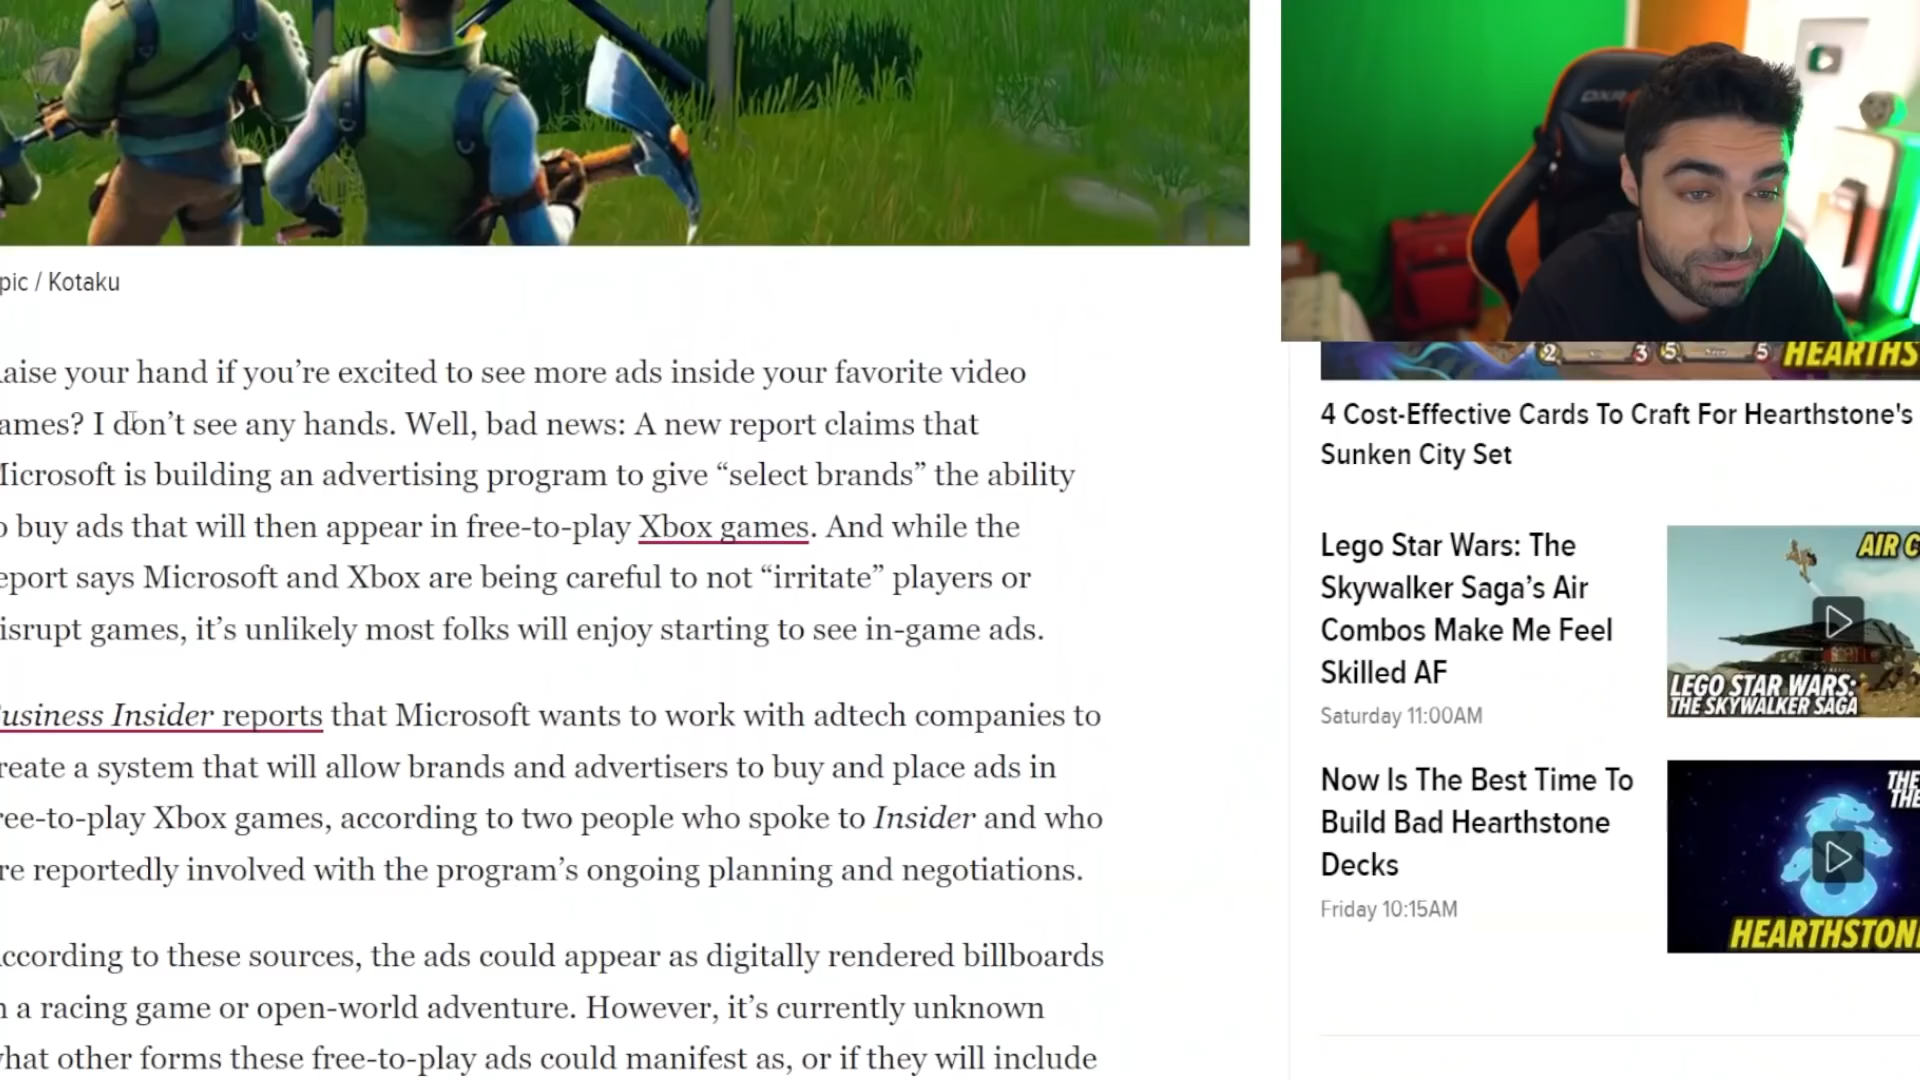 pic / Kotaku
aise your hand if you're excited to see more ads inside your favorite video
ames? I don't see any hands. Well, bad news: A new report claims that
Microsoft is building an advertising program to give “select brands” the ability
o buy ads that will then appear in free-to-play Xbox games. And while the
eport says Microsoft and Xbox are being careful to not “irritate” players or
isrupt games, it's unlikely most folks will enjoy starting to see in-game ads.
usiness Insider reports that Microsoft wants to work with adtech companies to
reate a system that will allow brands and advertisers to buy and place ads in
ree-to-play Xbox games, according to two people who spoke to Insider and who
re reportedly involved with the program's ongoing planning and negotiations.
ccording to these sources, the ads could appear as digitally rendered billboards
n a racing game or open-world adventure. However, it's currently unknown
what other forms these free-to-play ads could manifest as, or if they will include
DXR
2 3 5 5 HEARTHS
4 Cost-Effective Cards To Craft For Hearthstone's
Sunken City Set
Lego Star Wars: The
Skywalker Saga's Air
Combos Make Me Feel
Skilled AF
Saturday 11:00AM
AIR C
LEGO STAR WARS:
THE SKYWALKER SAGA
Now Is The Best Time To
Build Bad Hearthstone
Decks
Friday 10:15AM
THE
THE
HEARTHSTON